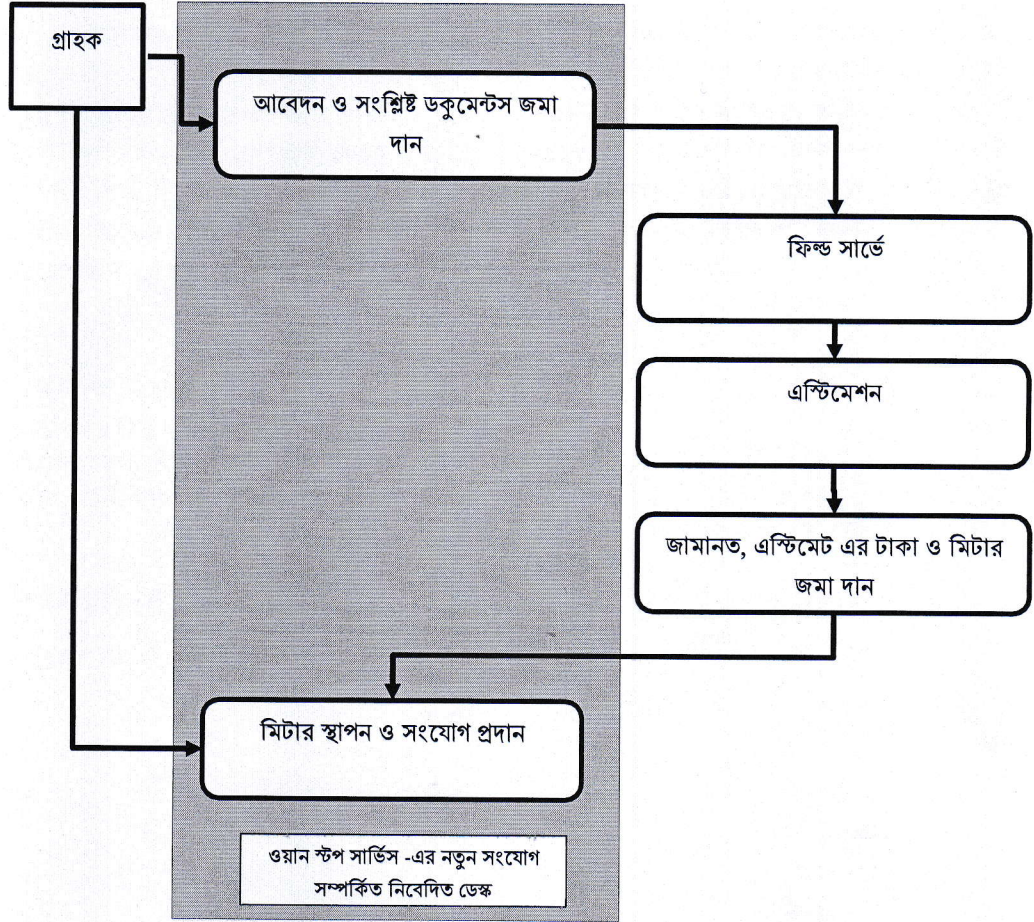 গ্রাহক
আবেদন ও সংশ্লিষ্ট ডকুমেন্টস জমা
দান
ফিল্ড সার্ভে
এস্টিমেশন
জামানত, এস্টিমেট এর টাকা ও মিটার
জমা দান
মিটার স্থাপন ও সংযোগ প্রদান
ওয়ান স্টপ সার্ভিস -এর নতুন সংযোগ
সম্পর্কিত নিবেদিত ডেস্ক